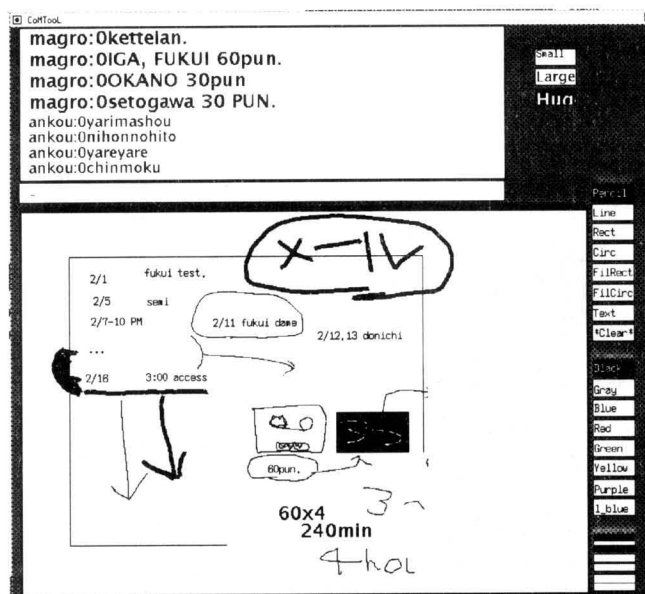 CoMTooL
magro:0kettelan.
magro:0IGA, FUKUI 60pun.
magro:0OKANO 30pun
magro:0setogawa 30 PUN.
ankou:0yarimashou
ankou:0nihonnohito
ankou:0yareyare
ankou:0chinmoku
Small
Large
Hug
Pencil
Line
Rect
Circ
FilRect
FilCirc
Text
*Clear*
Black
Gray
Blue
Red
Green
Yellow
Purple
l_blue
メール
2/1 fukui test.
2/5 semi
2/7-10 PM
2/11 fukui dame
2/12,13 donichi
...
2/16 3:00 access
60pun.
3
60x4
240min
4hou